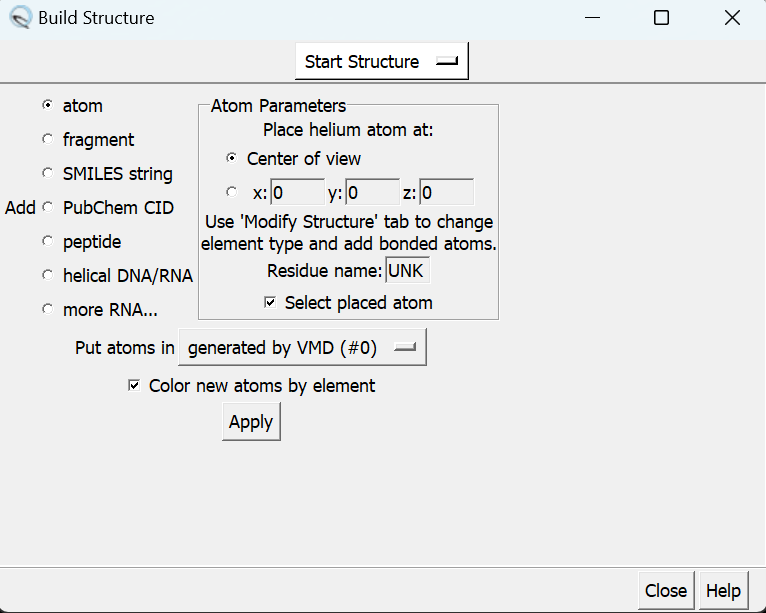 Build Structure
Start Structure
Add
atom
fragment
SMILES string
PubChem CID
peptide
helical DNA/RNA
more RNA...
Atom Parameters
Place helium atom at:
Center of view
x: 0 y: 0 z: 0
Use 'Modify Structure' tab to change
element type and add bonded atoms.
Residue name: UNK
Select placed atom
Put atoms in generated by VMD (#0)
Color new atoms by element
Apply
Close Help